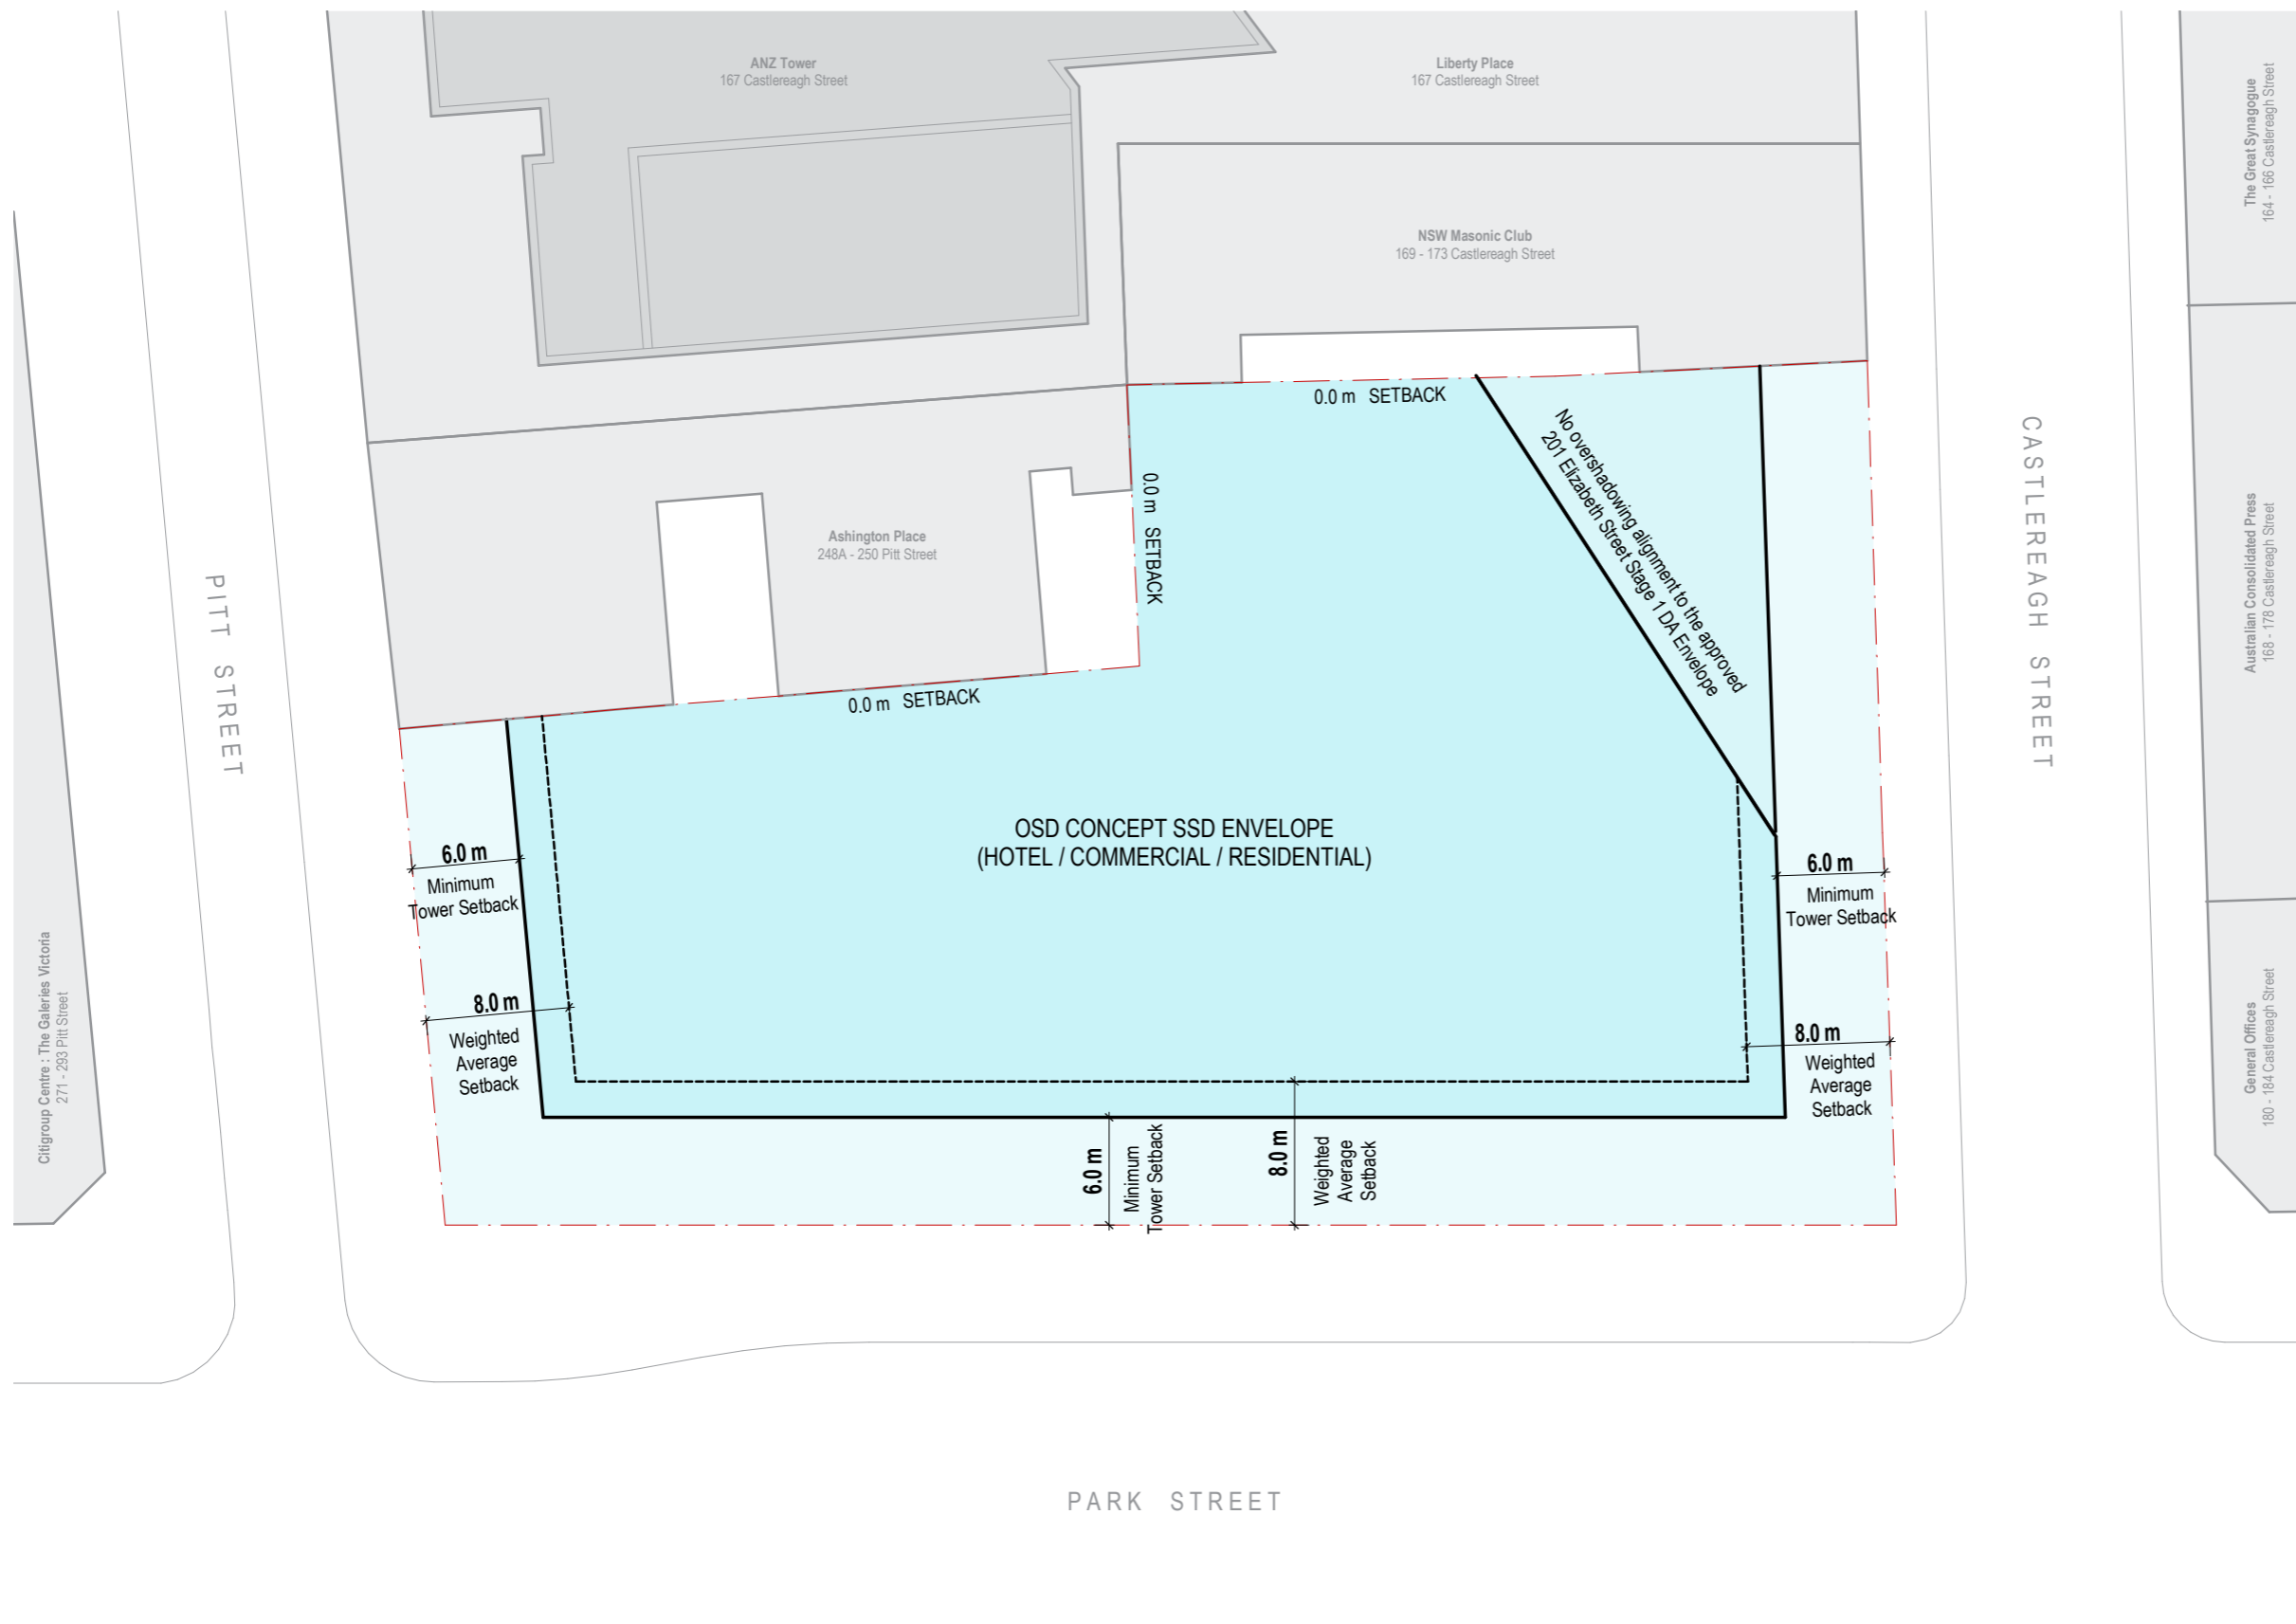 ANZ Tower
167 Castlereagh Street
Liberty Place
167 Castlereagh Street
The Great Synagogue
164 - 166 Castlereagh Street
NSW Masonic Club
169 - 173 Castlereagh Street
0.0 m SETBACK
No overshadowing alignment to the approved
201 Elizabeth Street Stage 1 DA Envelope
CASTLEREAGH STREET
0.0 m SETBACK
Ashington Place
248A - 250 Pitt Street
Australian Consolidated Press
168 - 178 Castlereagh Street
PITT STREET
0.0 m SETBACK
OSD CONCEPT SSD ENVELOPE
(HOTEL / COMMERCIAL / RESIDENTIAL)
6.0 m
Minimum
Tower Setback
6.0 m
Minimum
Tower Setback
8.0 m
Weighted
Average
Setback
8.0 m
Weighted
Average
Setback
Citigroup Centre : The Galeries Victoria
271 - 293 Pitt Street
General Offices
180 - 184 Castlereagh Street
6.0 m
Minimum
Tower Setback
8.0 m
Weighted
Average
Setback
PARK STREET